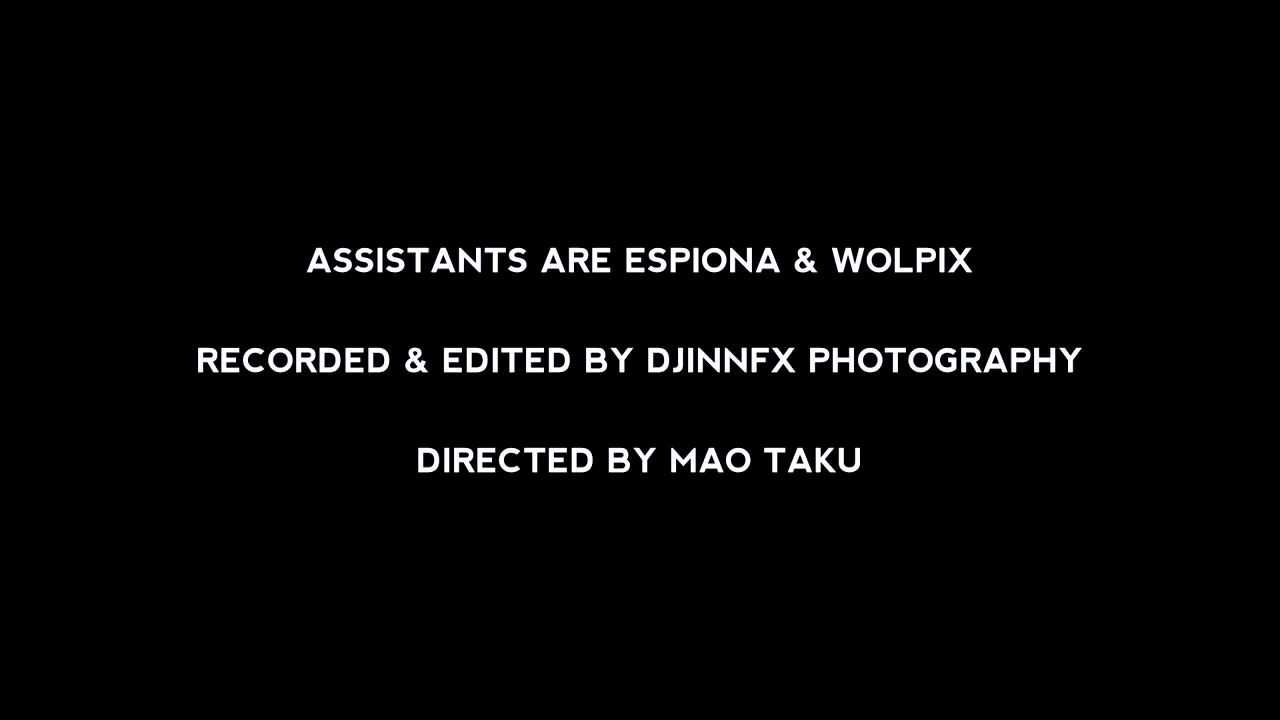 ASSISTANTS ARE ESPIONA & WOLPIX
RECORDED & EDITED BY DJINNFX PHOTOGRAPHY
DIRECTED BY MAO TAKU